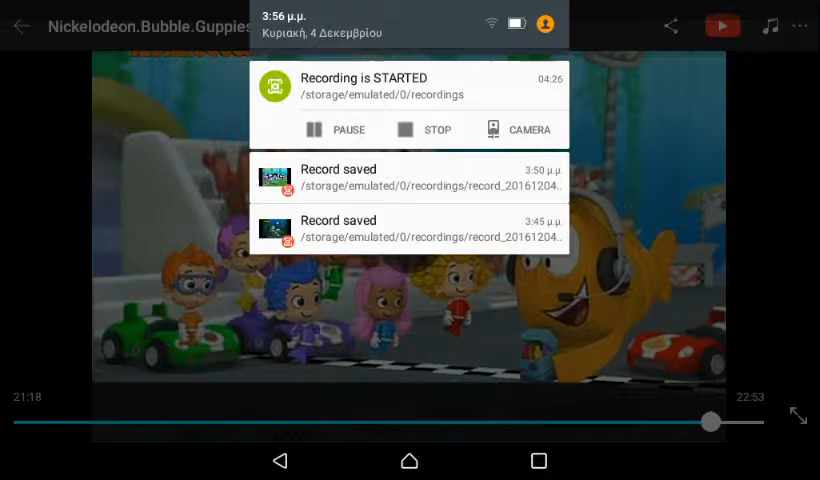 3:56 μ.μ.
Κυριακή, 4 Δεκεμβρίου
Nickelodeon.Bubble.Guppies
Recording is STARTED 04:26
/storage/emulated/0/recordings
PAUSE STOP CAMERA
Record saved 3:50 μ.μ.
/storage/emulated/0/recordings/record_20161204..
Record saved 3:45 μ.μ.
/storage/emulated/0/recordings/record_20161204..
21:18 22:53